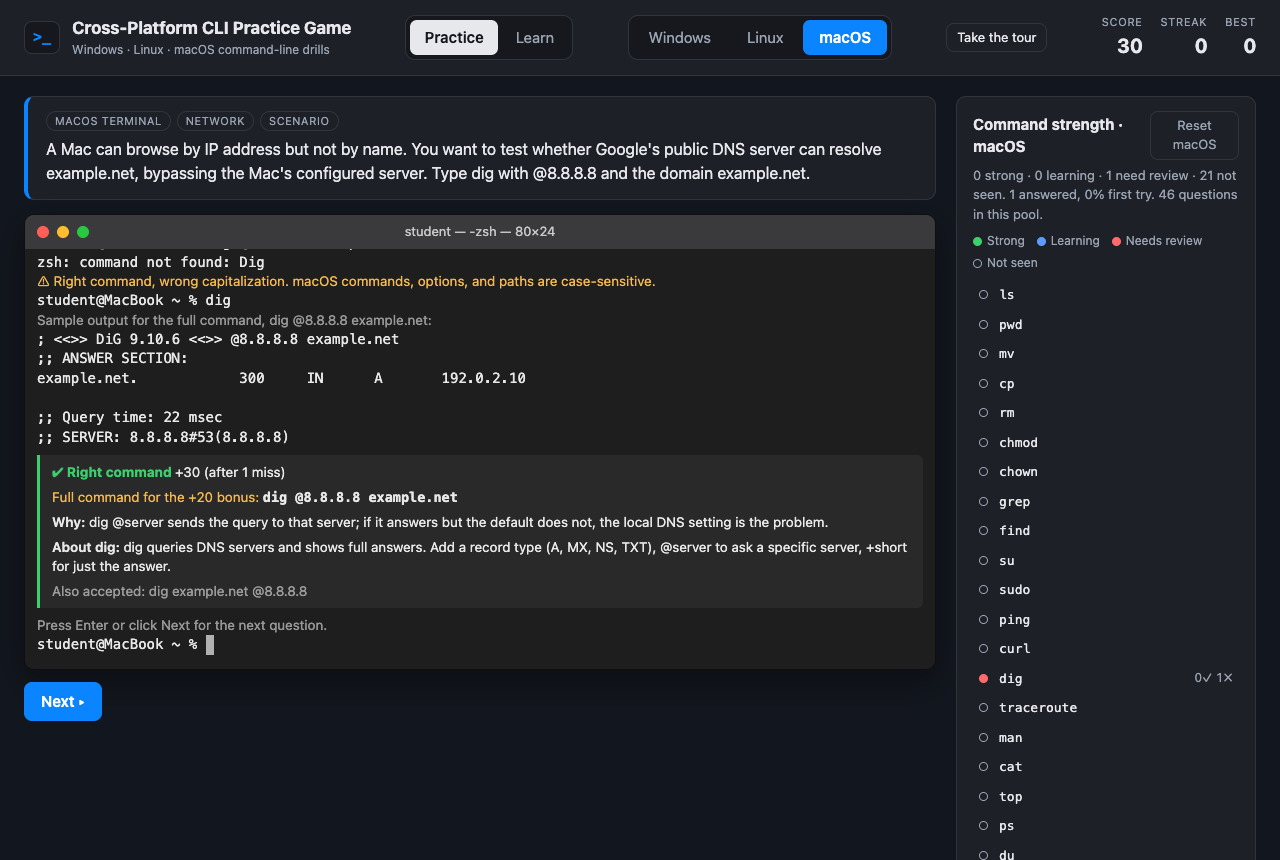 >_
Cross-Platform CLI Practice Game
Windows · Linux · macOS command-line drills
Practice
Learn
Windows
Linux
macOS
Take the tour
SCORE
30
STREAK
0
BEST
0
MACOS TERMINAL
NETWORK
SCENARIO
A Mac can browse by IP address but not by name. You want to test whether Google's public DNS server can resolve
example.net, bypassing the Mac's configured server. Type dig with @8.8.8.8 and the domain example.net.
student — -zsh — 80×24
zsh: command not found: Dig
⚠ Right command, wrong capitalization. macOS commands, options, and paths are case-sensitive.
student@MacBook ~ % dig
Sample output for the full command, dig @8.8.8.8 example.net:
; <<>> DiG 9.10.6 <<>> @8.8.8.8 example.net
;; ANSWER SECTION:
example.net.            300     IN      A       192.0.2.10
;; Query time: 22 msec
;; SERVER: 8.8.8.8#53(8.8.8.8)
✔ Right command +30 (after 1 miss)
Full command for the +20 bonus: dig @8.8.8.8 example.net
Why: dig @server sends the query to that server; if it answers but the default does not, the local DNS setting is the problem.
About dig: dig queries DNS servers and shows full answers. Add a record type (A, MX, NS, TXT), @server to ask a specific server, +short
for just the answer.
Also accepted: dig example.net @8.8.8.8
Press Enter or click Next for the next question.
student@MacBook ~ %
Next ▸
Command strength ·
macOS
Reset
macOS
0 strong · 0 learning · 1 need review · 21 not
seen. 1 answered, 0% first try. 46 questions
in this pool.
Strong
Learning
Needs review
Not seen
ls
pwd
mv
cp
rm
chmod
chown
grep
find
su
sudo
ping
curl
dig 0✓ 1✕
traceroute
man
cat
top
ps
du